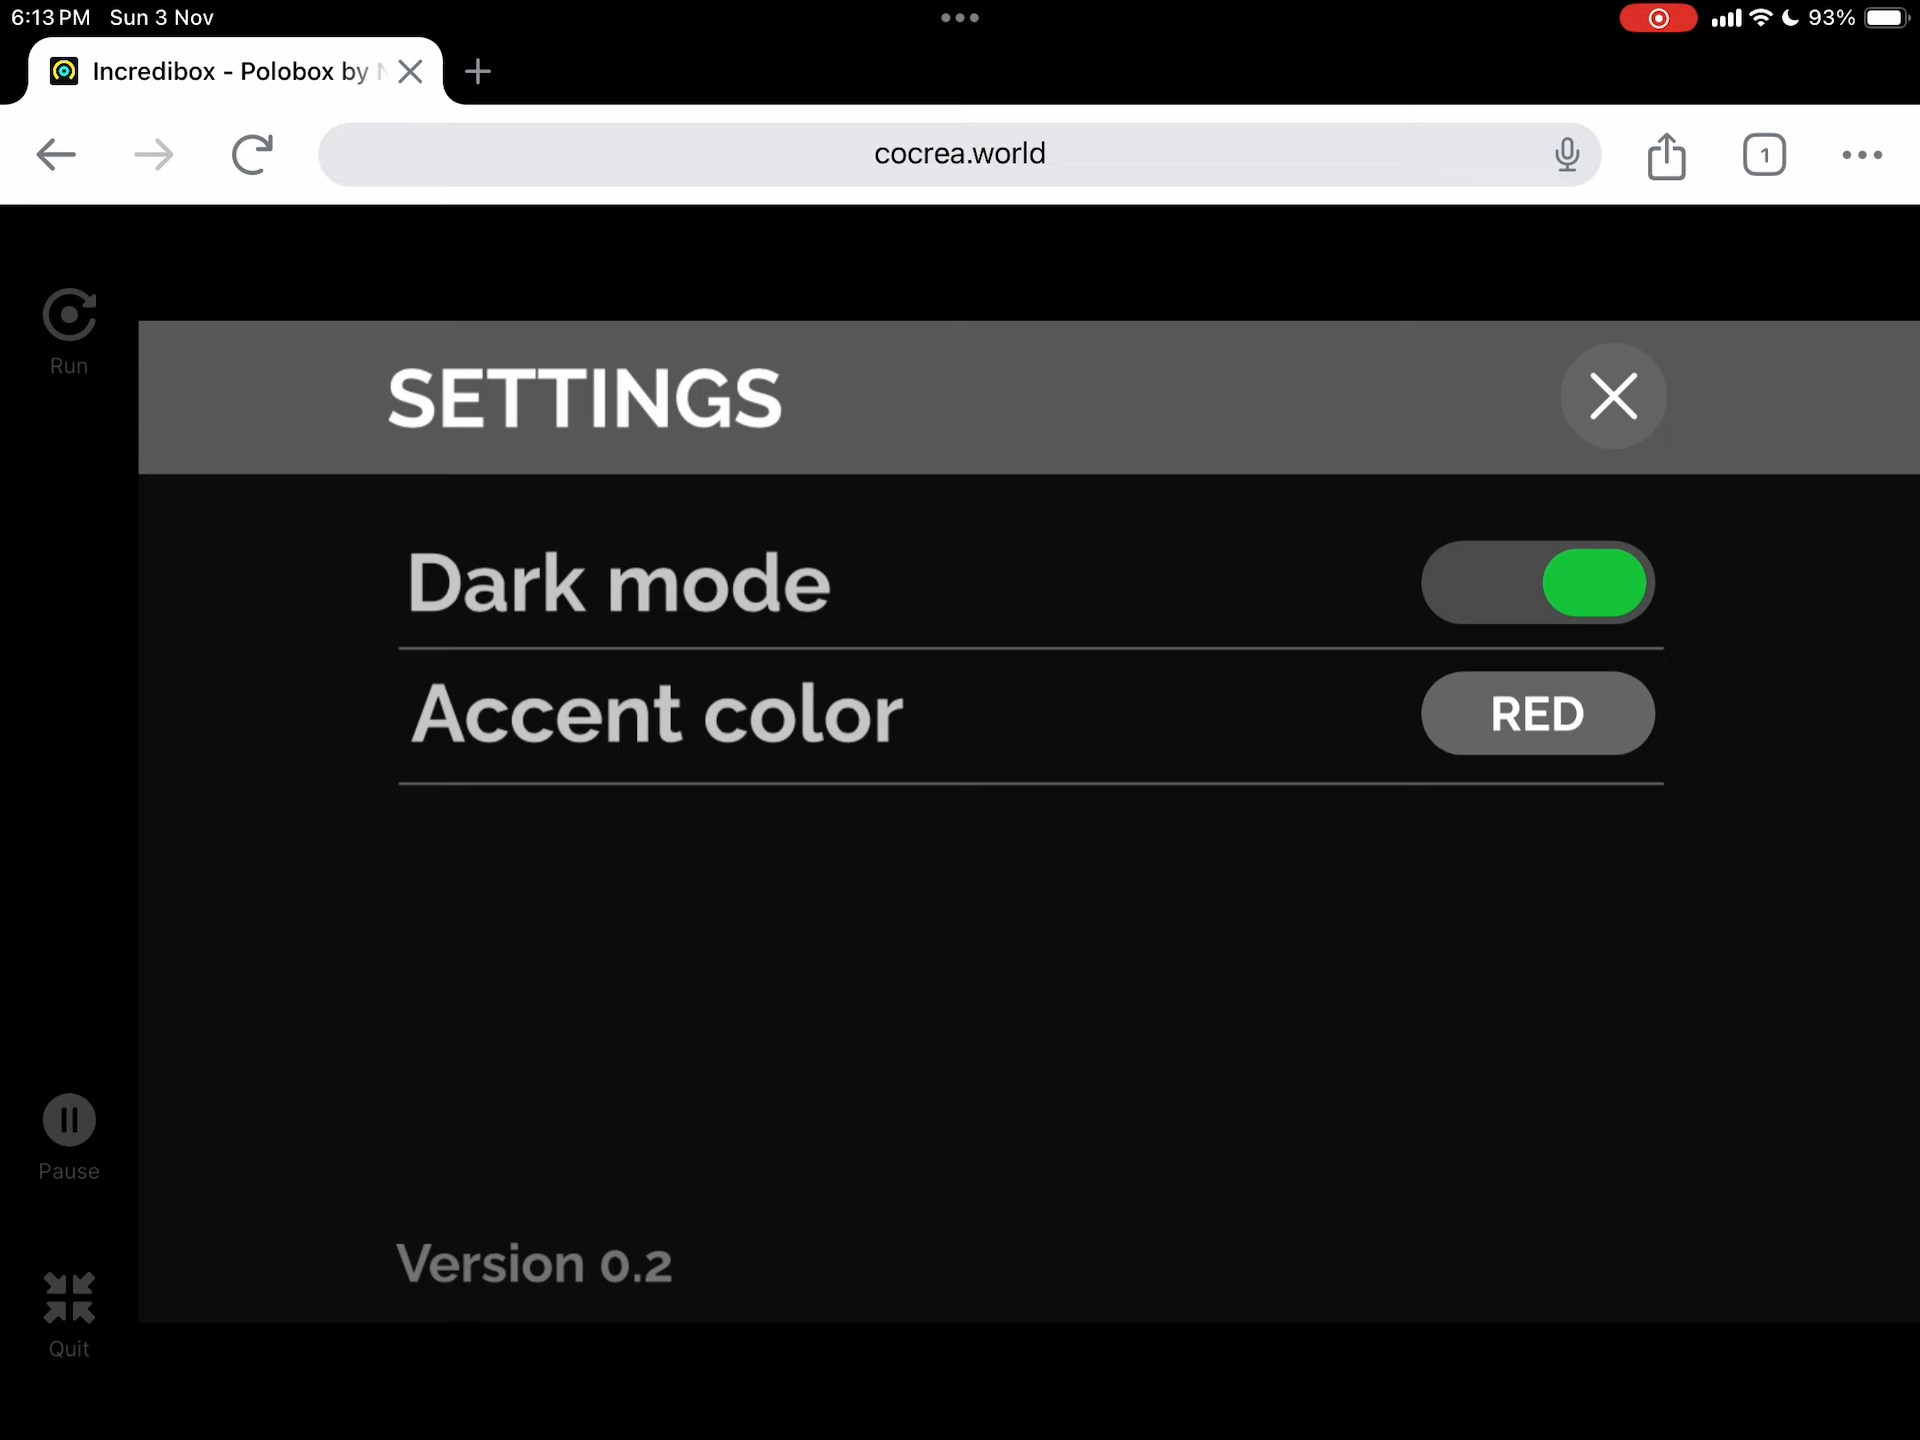 6:13 PM Sun 3 Nov
93%
Incredibox - Polobox by
cocrea.world
1
Run
SETTINGS
Dark mode
Accent color
RED
Pause
Version 0.2
Quit